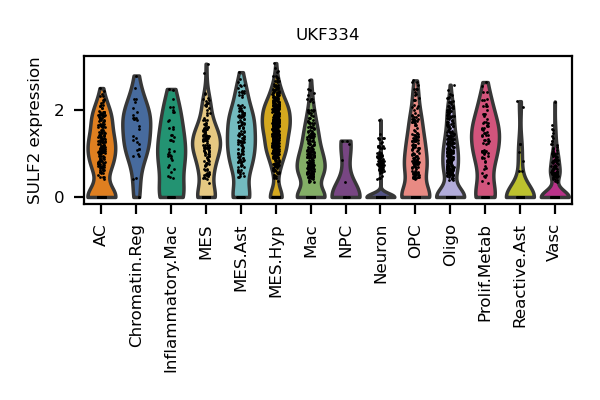 UKF334
SULF2 expression
2
0
AC
Chromatin.Reg
Inflammatory.Mac
MES
MES.Ast
MES.Hyp
Mac
NPC
Neuron
OPC
Oligo
Prolif.Metab
Reactive.Ast
Vasc